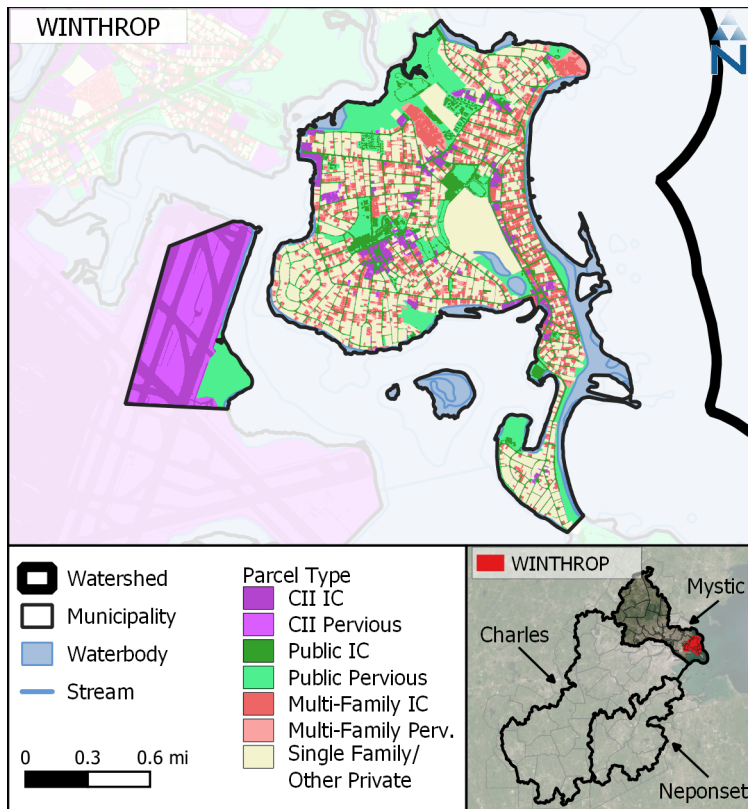 WINTHROP
N
Watershed
Municipality
Waterbody
Stream
0 0.3 0.6 mi
Parcel Type
CII IC
CII Pervious
Public IC
Public Pervious
Multi-Family IC
Multi-Family Perv.
Single Family/
Other Private
WINTHROP
Mystic
Charles
Neponset